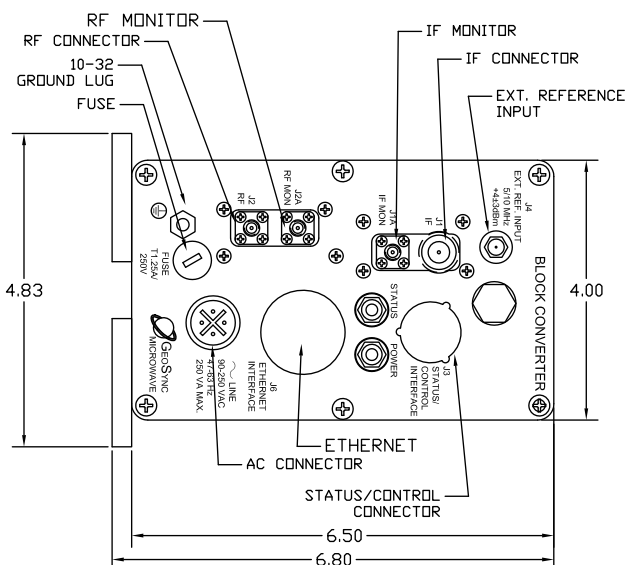 RF MONITOR
RF CONNECTOR
10-32
GROUND LUG
FUSE
IF MONITOR
IF CONNECTOR
EXT. REFERENCE
INPUT
4.83
4.00
J2
RF
J2A
RF MON
J1A
IF MON
J1
IF
J4
EXT. REF. INPUT
5/10 MHz
+4±3dBm
FUSE
T1.25A/
250V
STATUS
POWER
BLOCK CONVERTER
GEOSYNC
MICROWAVE
LINE
90-250 VAC
47-63 Hz
250 VA MAX.
J6
ETHERNET
INTERFACE
J3
STATUS/
CONTROL
INTERFACE
ETHERNET
AC CONNECTOR
STATUS/CONTROL
CONNECTOR
6.50
6.80